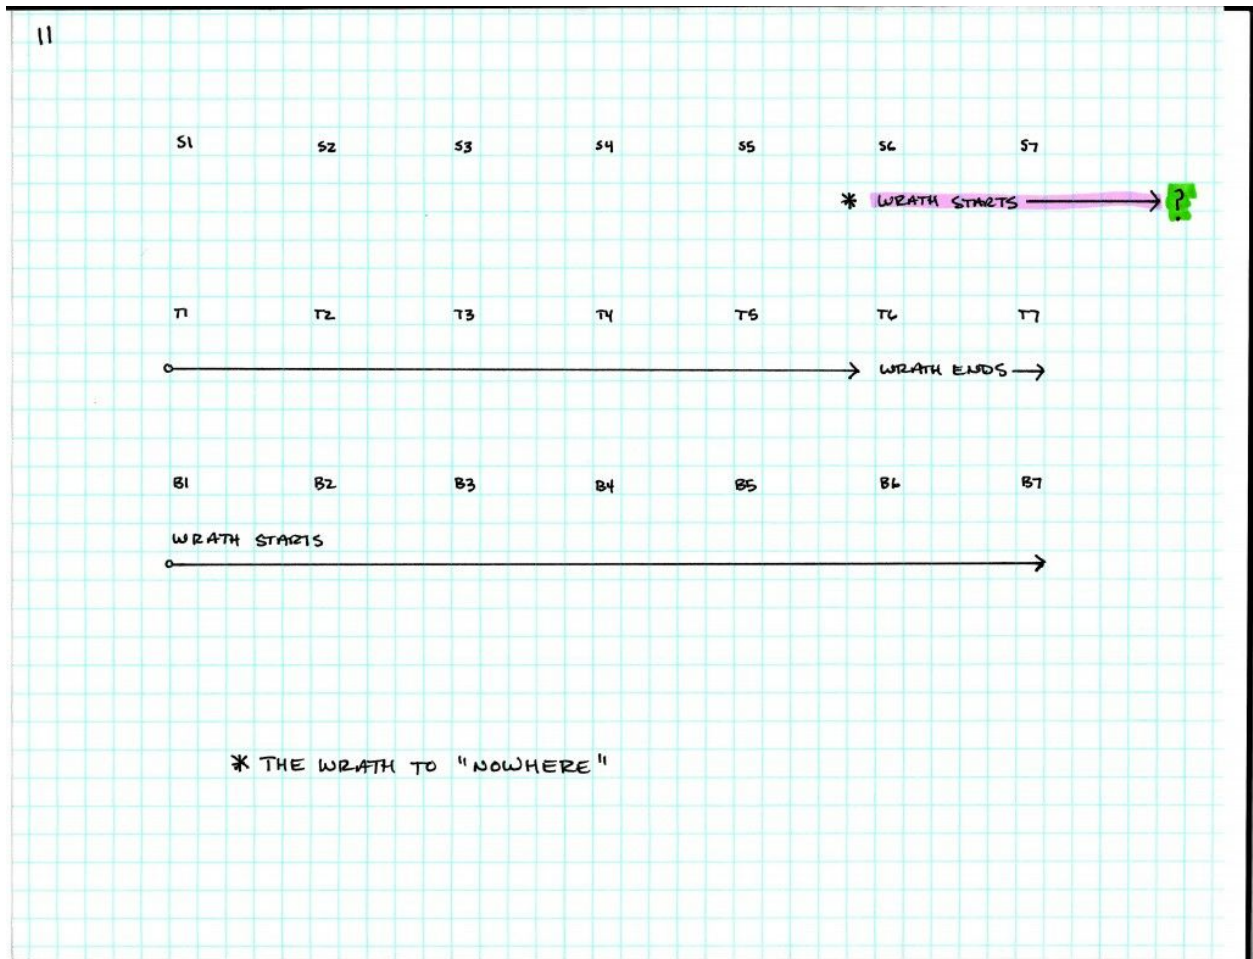 11
S1 S2 S3 S4 S5 S6 S7
* WRATH STARTS ?
T1 T2 T3 T4 T5 T6 T7
WRATH ENDS
B1 B2 B3 B4 B5 B6 B7
WRATH STARTS
* THE WRATH TO "NOWHERE"